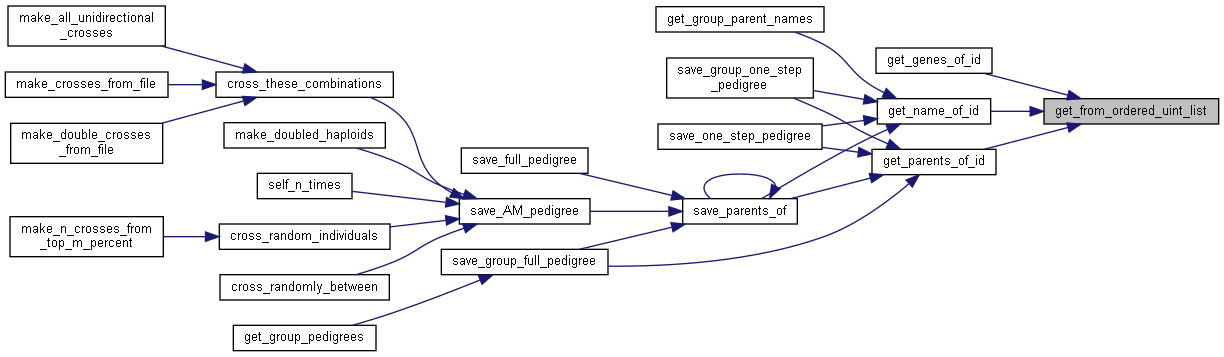 make_all_unidirectional
_crosses
make_crosses_from_file
make_double_crosses
_from_file
cross_these_combinations
make_doubled_haploids
self_n_times
make_n_crosses_from
_top_m_percent
cross_random_individuals
cross_randomly_between
get_group_pedigrees
save_full_pedigree
save_AM_pedigree
save_group_full_pedigree
get_group_parent_names
save_group_one_step
_pedigree
save_one_step_pedigree
save_parents_of
get_genes_of_id
get_name_of_id
get_parents_of_id
get_from_ordered_uint_list